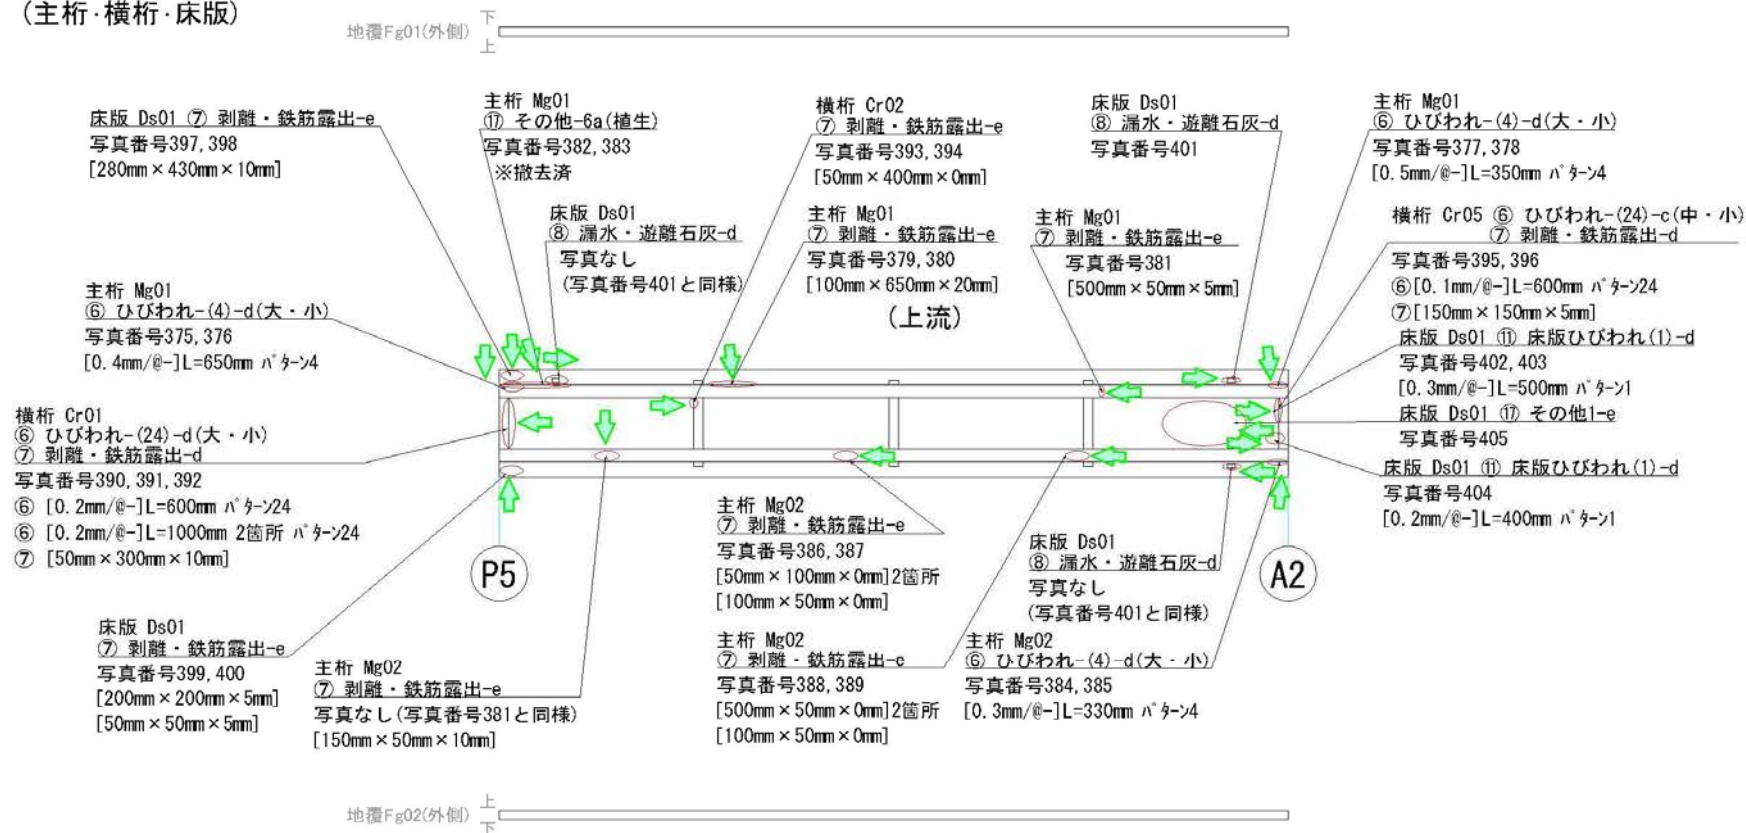 (主桁·横桁·床版)
地覆Fg01(外側)
下
上
床版 Ds01 ⑦ 剥離・鉄筋露出-e
写真番号397,398
[280mm×430mm×10mm]
主桁 Mg01
⑰ その他-6a(植生)
写真番号382,383
※撤去済
横桁 Cr02
⑦ 剥離・鉄筋露出-e
写真番号393,394
[50mm×400mm×0mm]
床版 Ds01
⑧ 漏水・遊離石灰-d
写真番号401
主桁 Mg01
⑥ ひびわれ-(4)-d(大・小)
写真番号377,378
[0.5mm/@-]L=350mm パターン4
床版 Ds01
⑧ 漏水・遊離石灰-d
写真なし
(写真番号401と同様)
主桁 Mg01
⑦ 剥離・鉄筋露出-e
写真番号379,380
[100mm×650mm×20mm]
主桁 Mg01
⑦ 剥離・鉄筋露出-e
写真番号381
[500mm×50mm×5mm]
横桁 Cr05 ⑥ ひびわれ-(24)-c(中・小)
⑦ 剥離・鉄筋露出-d
写真番号395,396
⑥[0.1mm/@-]L=600mm パターン24
⑦[150mm×150mm×5mm]
主桁 Mg01
⑥ ひびわれ-(4)-d(大・小)
写真番号375,376
[0.4mm/@-]L=650mm パターン4
(上流)
床版 Ds01 ⑪ 床版ひびわれ(1)-d
写真番号402,403
[0.3mm/@-]L=500mm パターン1
床版 Ds01 ⑰ その他1-e
写真番号405
床版 Ds01 ⑪ 床版ひびわれ(1)-d
写真番号404
[0.2mm/@-]L=400mm パターン1
横桁 Cr01
⑥ ひびわれ-(24)-d(大・小)
⑦ 剥離・鉄筋露出-d
写真番号390,391,392
⑥ [0.2mm/@-]L=600mm パターン24
⑥ [0.2mm/@-]L=1000mm 2箇所 パターン24
⑦ [50mm×300mm×10mm]
P5
A2
主桁 Mg02
⑦ 剥離・鉄筋露出-e
写真番号386,387
[50mm×100mm×0mm]2箇所
[100mm×50mm×0mm]
床版 Ds01
⑧ 漏水・遊離石灰-d
写真なし
(写真番号401と同様)
床版 Ds01
⑦ 剥離・鉄筋露出-e
写真番号399,400
[200mm×200mm×5mm]
[50mm×50mm×5mm]
主桁 Mg02
⑦ 剥離・鉄筋露出-e
写真なし(写真番号381と同様)
[150mm×50mm×10mm]
主桁 Mg02
⑦ 剥離・鉄筋露出-c
写真番号388,389
[500mm×50mm×0mm]2箇所
[100mm×50mm×0mm]
主桁 Mg02
⑥ ひびわれ-(4)-d(大・小)
写真番号384,385
[0.3mm/@-]L=330mm パターン4
地覆Fg02(外側)
上
下